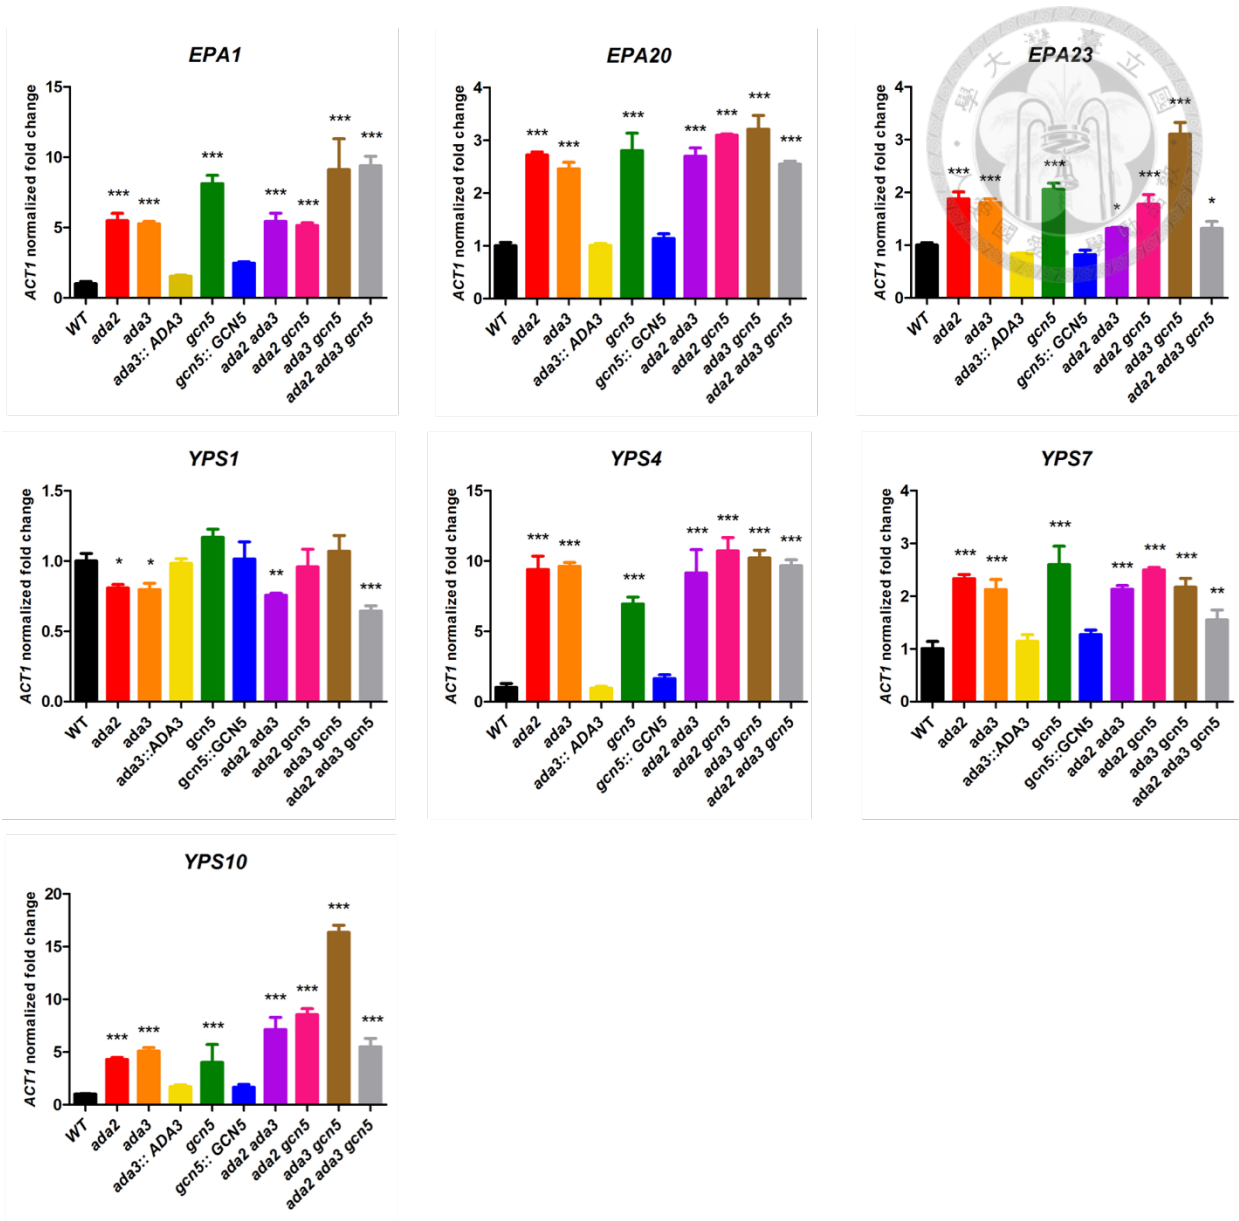 EPA1
ACT1 normalized fold change
15
10
5
0
***
***
***
***
***
***
***
WT
ada2
ada3
ada3:: ADA3
gcn5
gcn5:: GCN5
ada2 ada3
ada2 gcn5
ada3 gcn5
ada2 ada3 gcn5
EPA20
ACT1 normalized fold change
4
3
2
1
0
***
***
***
***
***
***
***
WT
ada2
ada3
ada3:: ADA3
gcn5
gcn5:: GCN5
ada2 ada3
ada2 gcn5
ada3 gcn5
ada2 ada3 gcn5
EPA23
ACT1 normalized fold change
4
3
2
1
0
***
***
***
*
***
***
*
WT
ada2
ada3
ada3:: ADA3
gcn5
gcn5:: GCN5
ada2 ada3
ada2 gcn5
ada3 gcn5
ada2 ada3 gcn5
學大灣臺立國
YPS1
ACT1 normalized fold change
1.5
1.0
0.5
0.0
*
*
**
***
WT
ada2
ada3
ada3::ADA3
gcn5
gcn5::GCN5
ada2 ada3
ada2 gcn5
ada3 gcn5
ada2 ada3 gcn5
YPS4
ACT1 normalized fold change
15
10
5
0
***
***
***
***
***
***
***
WT
ada2
ada3
ada3:: ADA3
gcn5
gcn5:: GCN5
ada2 ada3
ada2 gcn5
ada3 gcn5
ada2 ada3 gcn5
YPS7
ACT1 normalized fold change
4
3
2
1
0
***
***
***
***
***
***
**
WT
ada2
ada3
ada3::ADA3
gcn5
gcn5::GCN5
ada2 ada3
ada2 gcn5
ada3 gcn5
ada2 ada3 gcn5
YPS10
ACT1 normalized fold change
20
15
10
5
0
***
***
***
***
***
***
***
WT
ada2
ada3
ada3:: ADA3
gcn5
gcn5:: GCN5
ada2 ada3
ada2 gcn5
ada3 gcn5
ada2 ada3 gcn5